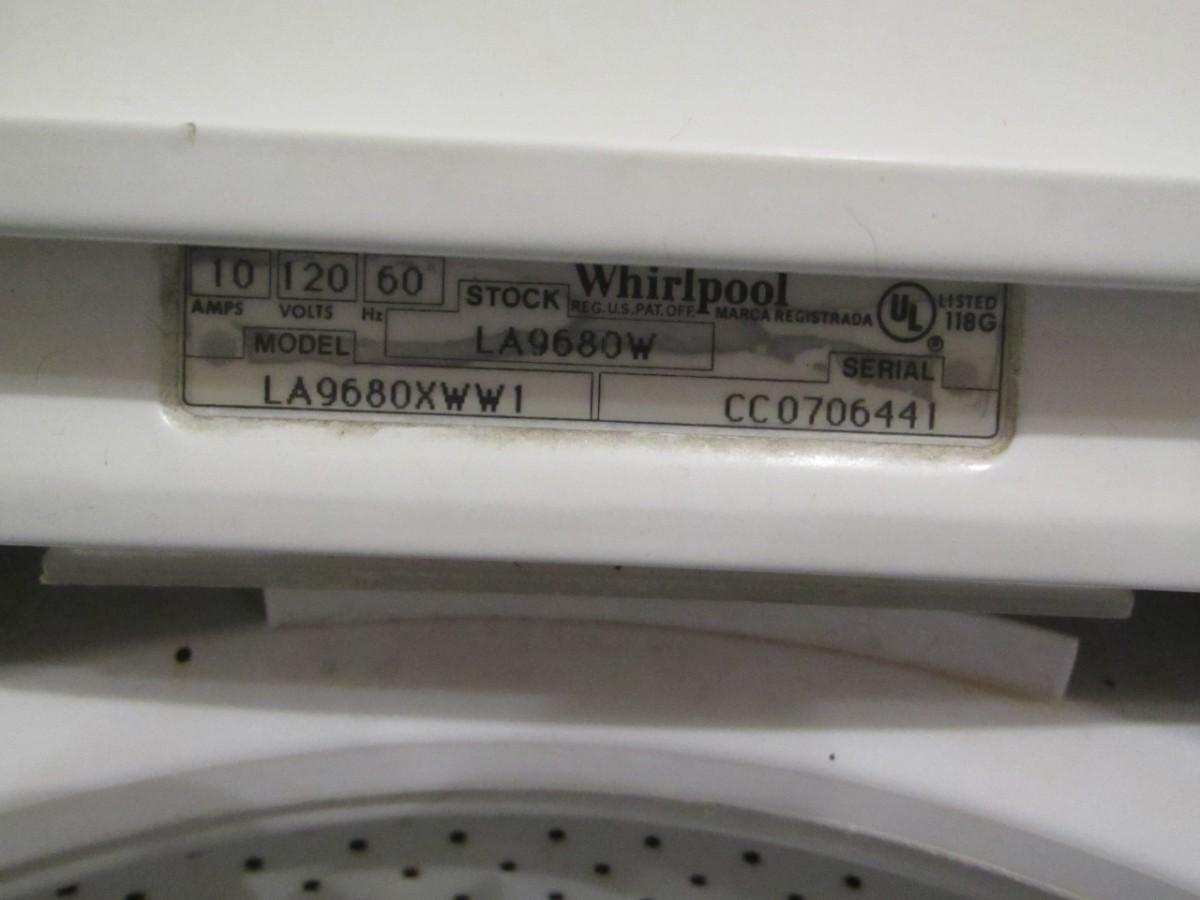 10 120 60 Whirlpool
AMPS VOLTS Hz STOCK REG. U.S. PAT. OFF. MARCA REGISTRADA UL LISTED 118G
®
MODEL LA9680W SERIAL
LA9680XWW1 CC0706441